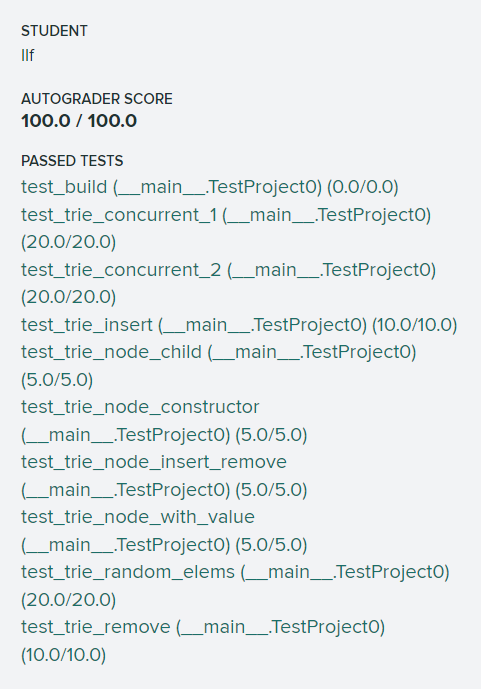 STUDENT
llf
AUTOGRADER SCORE
100.0 / 100.0
PASSED TESTS
test_build (__main__.TestProject0) (0.0/0.0)
test_trie_concurrent_1 (__main__.TestProject0)
(20.0/20.0)
test_trie_concurrent_2 (__main__.TestProject0)
(20.0/20.0)
test_trie_insert (__main__.TestProject0) (10.0/10.0)
test_trie_node_child (__main__.TestProject0)
(5.0/5.0)
test_trie_node_constructor
(__main__.TestProject0) (5.0/5.0)
test_trie_node_insert_remove
(__main__.TestProject0) (5.0/5.0)
test_trie_node_with_value
(__main__.TestProject0) (5.0/5.0)
test_trie_random_elems (__main__.TestProject0)
(20.0/20.0)
test_trie_remove (__main__.TestProject0)
(10.0/10.0)